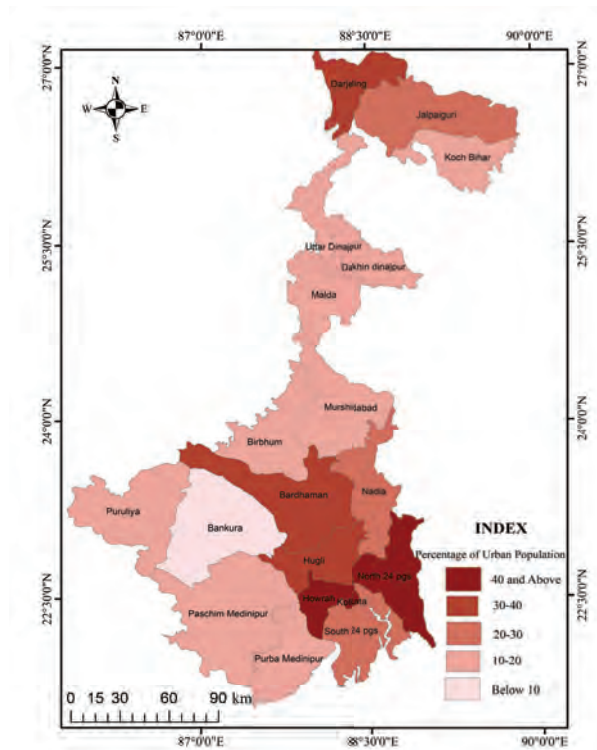 87°0'0"E 88°30'0"E 90°0'0"E
27°0'0"N 27°0'0"N
N
W E
S
Darjeling
Jalpaiguri
Koch Bihar
25°30'0"N 25°30'0"N
Uttar Dinajpur
Dakhin dinajpur
Malda
24°0'0"N 24°0'0"N
Murshisabad
Birbhum
Puruliya
Bardhaman
Nadia
Bankura
INDEX
Percentage of Urban Population
Hugli
North 24 pgs
40 and Above
22°30'0"N 22°30'0"N
Howrah Kolkata
30-40
Paschim Medinipur
South 24 pgs
20-30
Purba Medinipur
10-20
Below 10
0 15 30 60 90 km
87°0'0"E 88°30'0"E 90°0'0"E